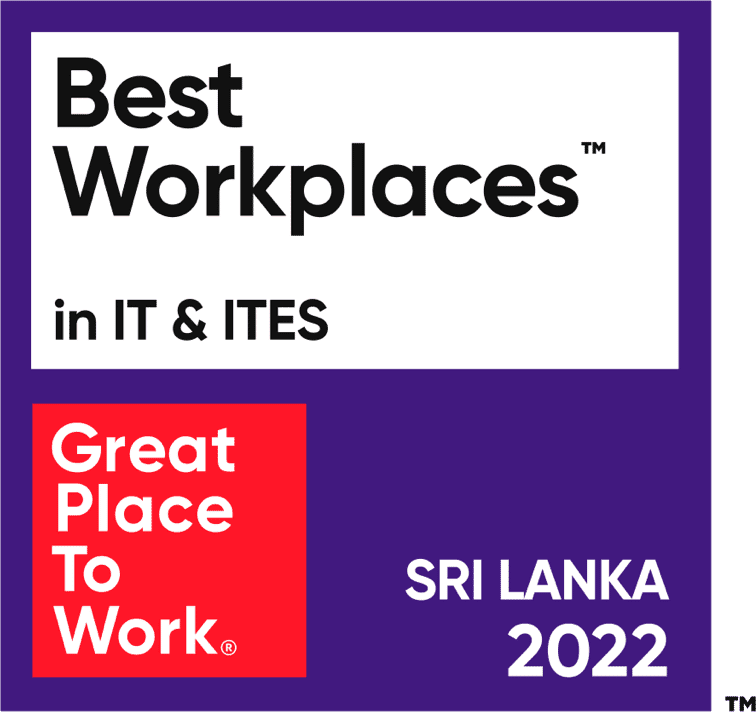 Best
Workplaces™
in IT & ITES
Great
Place
To
Work®
SRI LANKA
2022
TM